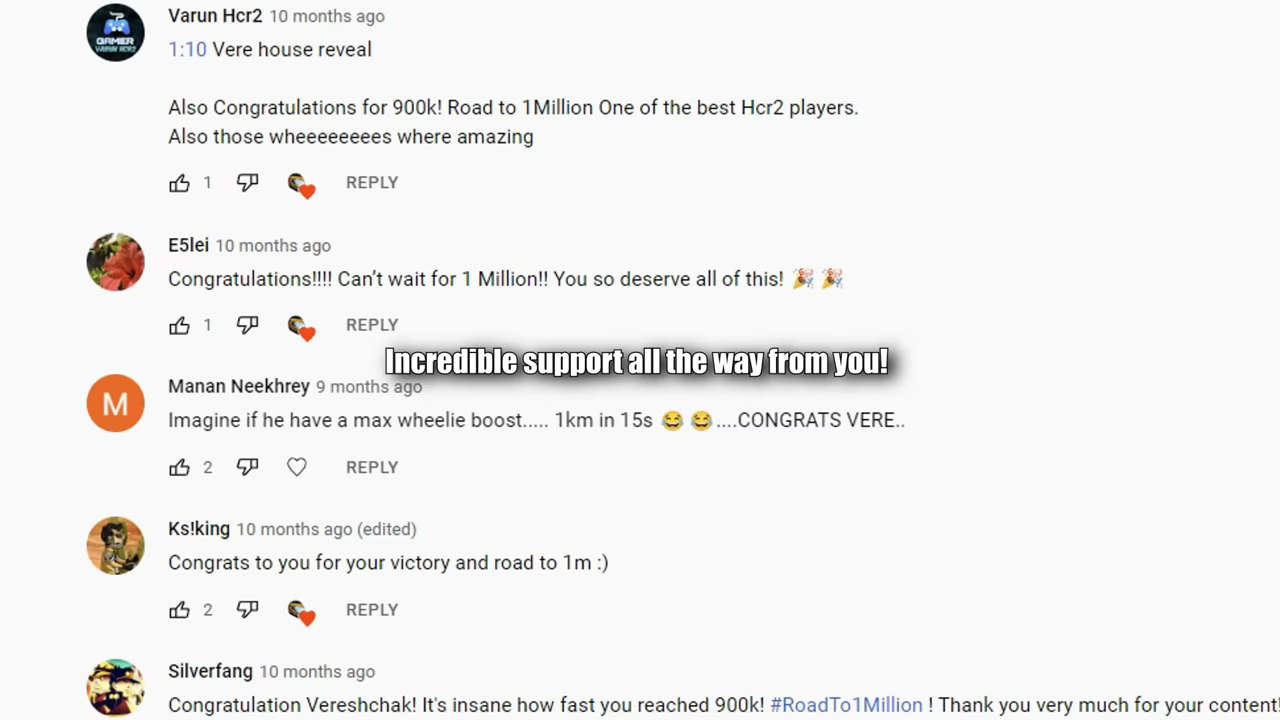 Varun Hcr2 10 months ago
GAMER
VARUN HCR2
1:10 Vere house reveal
Also Congratulations for 900k! Road to 1Million One of the best Hcr2 players.
Also those wheeeeeeees where amazing
1 REPLY
E5lei 10 months ago
Congratulations!!!! Can't wait for 1 Million!! You so deserve all of this! 🎉 🎉
1 REPLY
Incredible support all the way from you!
Manan Neekhrey 9 months ago
M
Imagine if he have a max wheelie boost..... 1km in 15s 😂 😂 ....CONGRATS VERE..
2 REPLY
Ks!king 10 months ago (edited)
Congrats to you for your victory and road to 1m :)
2 REPLY
Silverfang 10 months ago
Congratulation Vereshchak! It's insane how fast you reached 900k! #RoadTo1Million ! Thank you very much for your content!